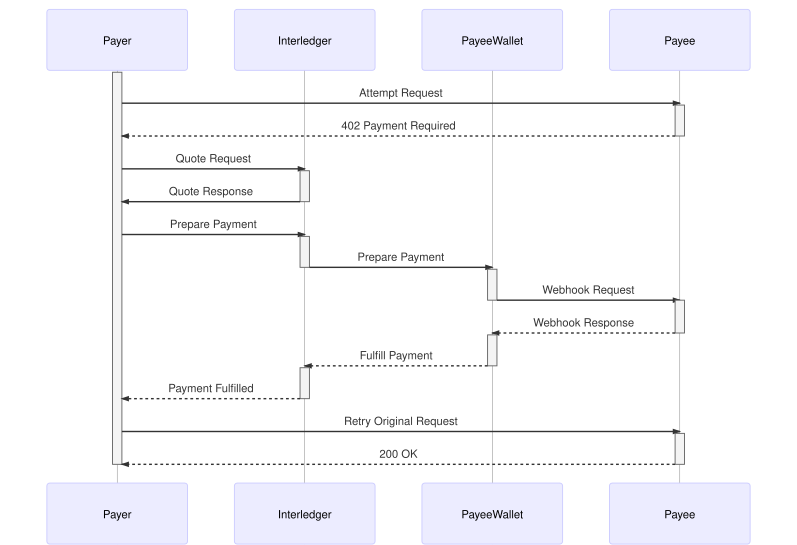 Payer
Interledger
PayeeWallet
Payee
Attempt Request
402 Payment Required
Quote Request
Quote Response
Prepare Payment
Prepare Payment
Webhook Request
Webhook Response
Fulfill Payment
Payment Fulfilled
Retry Original Request
200 OK
Payer
Interledger
PayeeWallet
Payee